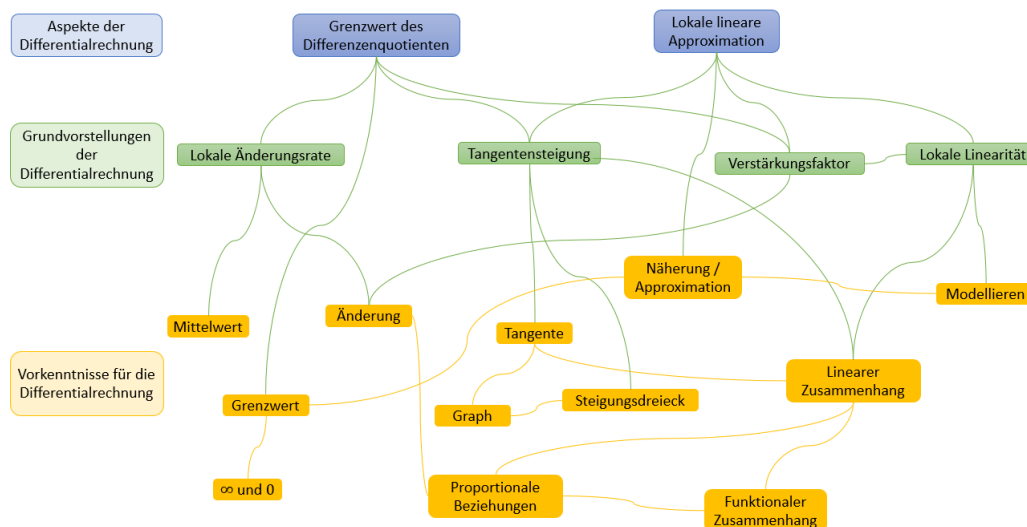 Aspekte der
Differentialrechnung
Grenzwert des
Differenzenquotienten
Lokale lineare
Approximation
Grundvorstellungen
der
Differentialrechnung
Lokale Änderungsrate
Tangentensteigung
Verstärkungsfaktor
Lokale Linearität
Näherung /
Approximation
Modellieren
Mittelwert
Änderung
Tangente
Vorkenntnisse für die
Differentialrechnung
Linearer
Zusammenhang
Grenzwert
Graph
Steigungsdreieck
∞ und 0
Proportionale
Beziehungen
Funktionaler
Zusammenhang